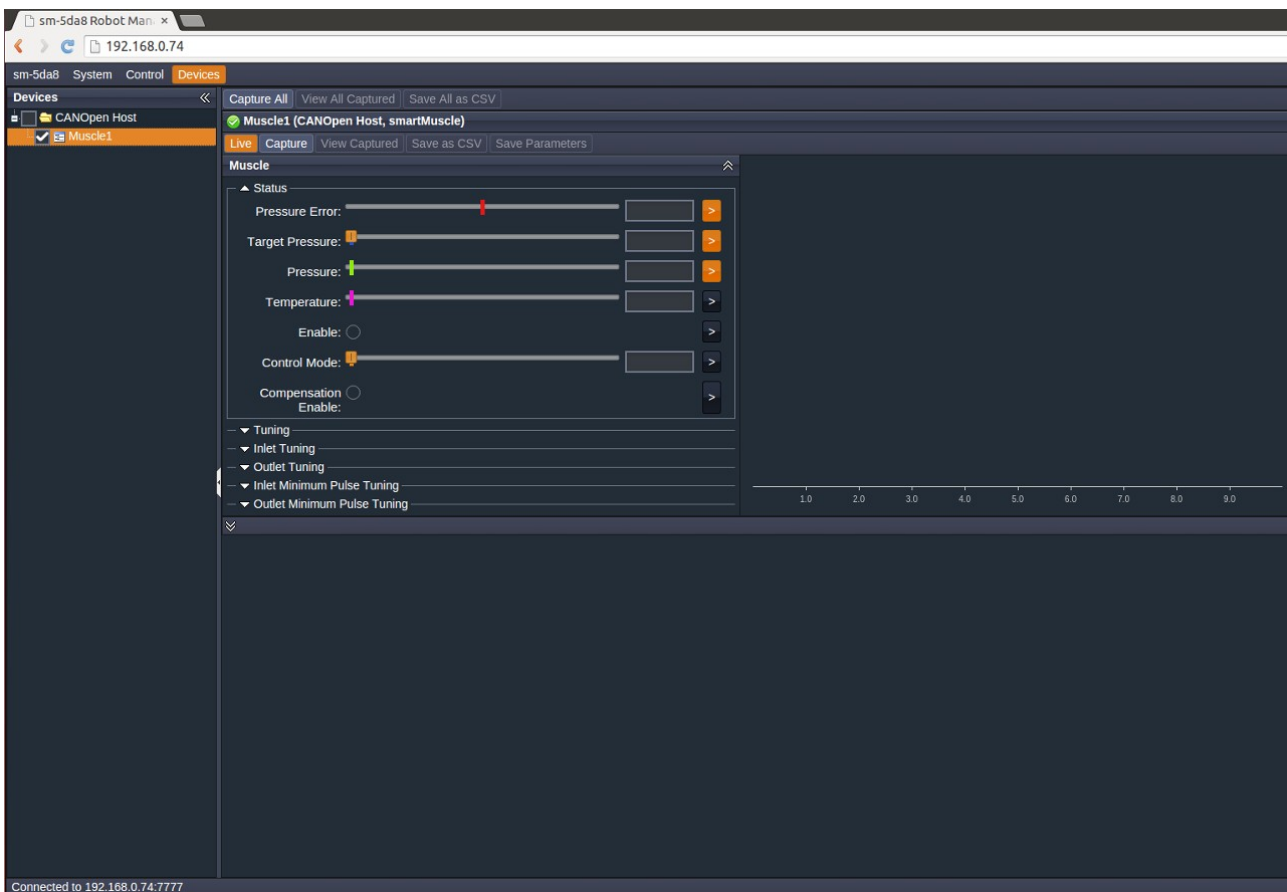 sm-5da8 Robot Man
192.168.0.74
sm-5da8 System Control Devices
Devices
CANOpen Host
Muscle1
Capture All View All Captured Save All as CSV
Muscle1 (CANOpen Host, smartMuscle)
Live Capture View Captured Save as CSV Save Parameters
Muscle
Status
Pressure Error: >
Target Pressure: >
Pressure: >
Temperature: >
Enable: >
Control Mode: >
Compensation >
Enable:
Tuning
Inlet Tuning
Outlet Tuning
Inlet Minimum Pulse Tuning
Outlet Minimum Pulse Tuning
1.0 2.0 3.0 4.0 5.0 6.0 7.0 8.0 9.0
Connected to 192.168.0.74:7777